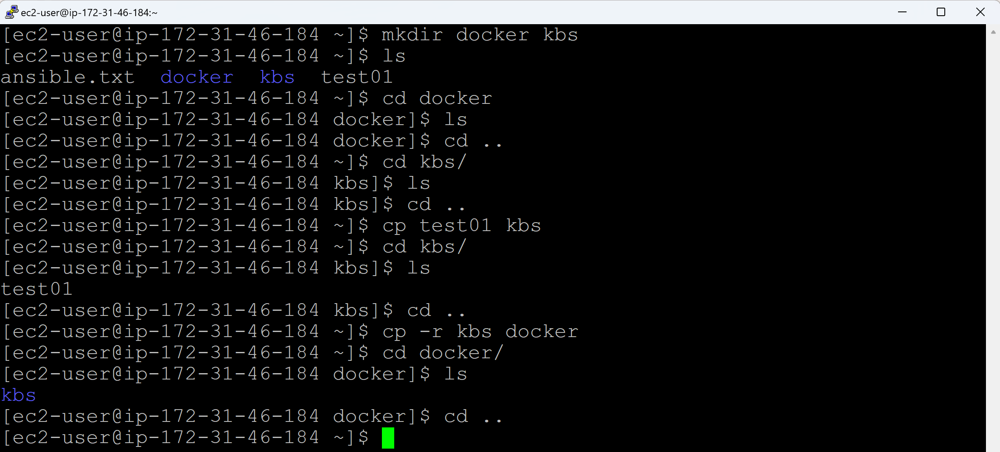 ec2-user@ip-172-31-46-184:~
[ec2-user@ip-172-31-46-184 ~]$ mkdir docker kbs
[ec2-user@ip-172-31-46-184 ~]$ ls
ansible.txt  docker  kbs  test01
[ec2-user@ip-172-31-46-184 ~]$ cd docker
[ec2-user@ip-172-31-46-184 docker]$ ls
[ec2-user@ip-172-31-46-184 docker]$ cd ..
[ec2-user@ip-172-31-46-184 ~]$ cd kbs/
[ec2-user@ip-172-31-46-184 kbs]$ ls
[ec2-user@ip-172-31-46-184 kbs]$ cd ..
[ec2-user@ip-172-31-46-184 ~]$ cp test01 kbs
[ec2-user@ip-172-31-46-184 ~]$ cd kbs/
[ec2-user@ip-172-31-46-184 kbs]$ ls
test01
[ec2-user@ip-172-31-46-184 kbs]$ cd ..
[ec2-user@ip-172-31-46-184 ~]$ cp -r kbs docker
[ec2-user@ip-172-31-46-184 ~]$ cd docker/
[ec2-user@ip-172-31-46-184 docker]$ ls
kbs
[ec2-user@ip-172-31-46-184 docker]$ cd ..
[ec2-user@ip-172-31-46-184 ~]$